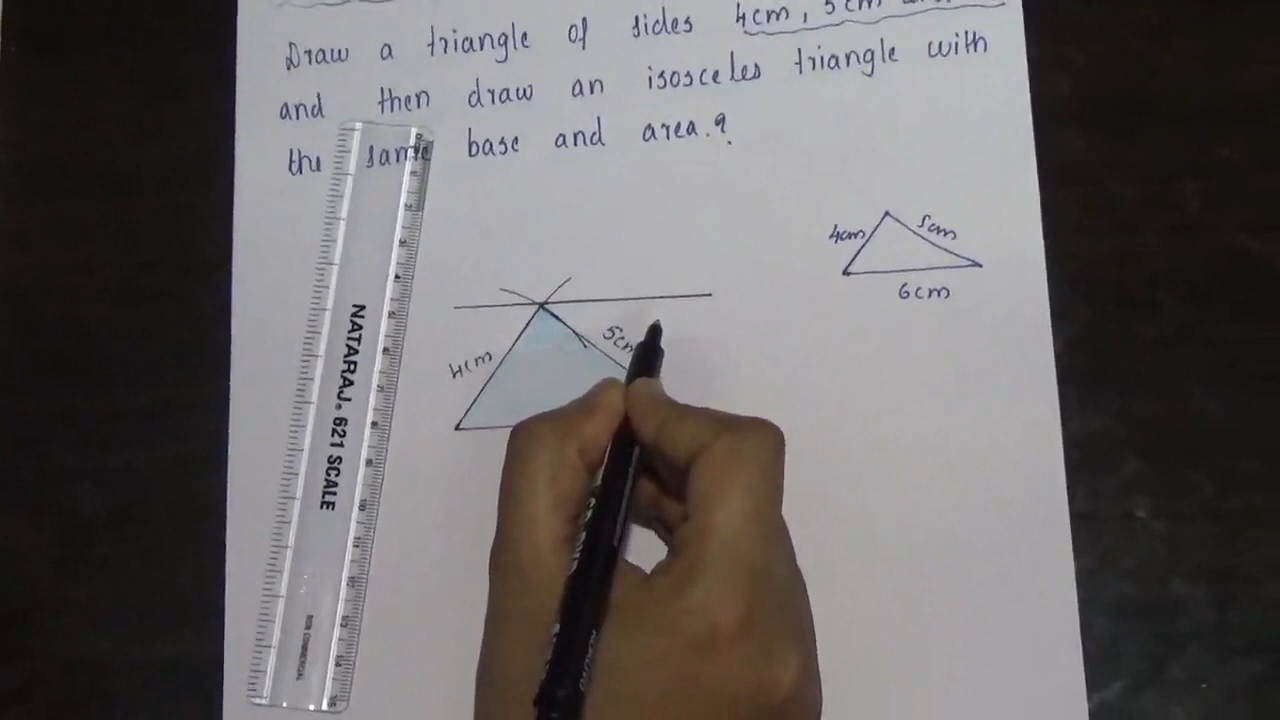 Draw a triangle of sides 4cm, 5cm
and then draw an isosceles triangle with
the same base and area.?
4cm
5cm
6cm
4cm
5cm
NATARAJ® 621 SCALE